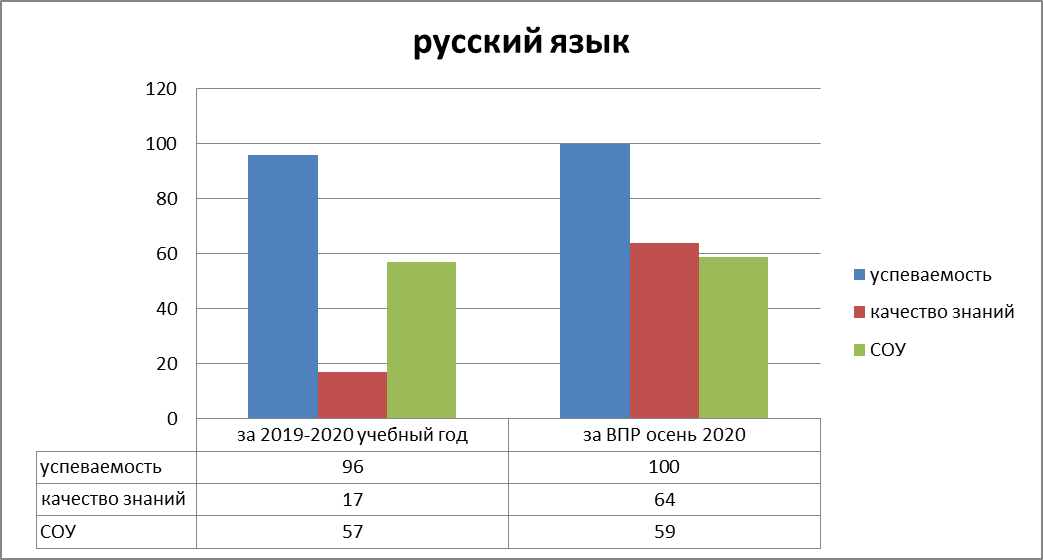 русский язык
120
100
80
60
40
20
0
успеваемость
качество знаний
СОУ
за 2019-2020 учебный год за ВПР осень 2020
успеваемость 96 100
качество знаний 17 64
СОУ 57 59